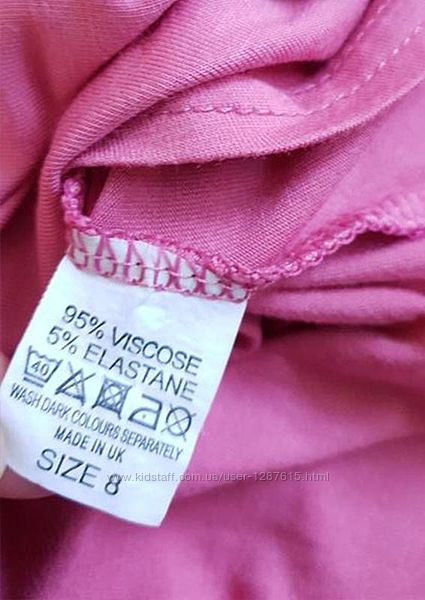 95% VISCOSE
5% ELASTANE
40
WASH DARK COLOURS SEPARATELY
MADE IN UK
SIZE 8
www.kidstaff.com.ua/user-1287615.html